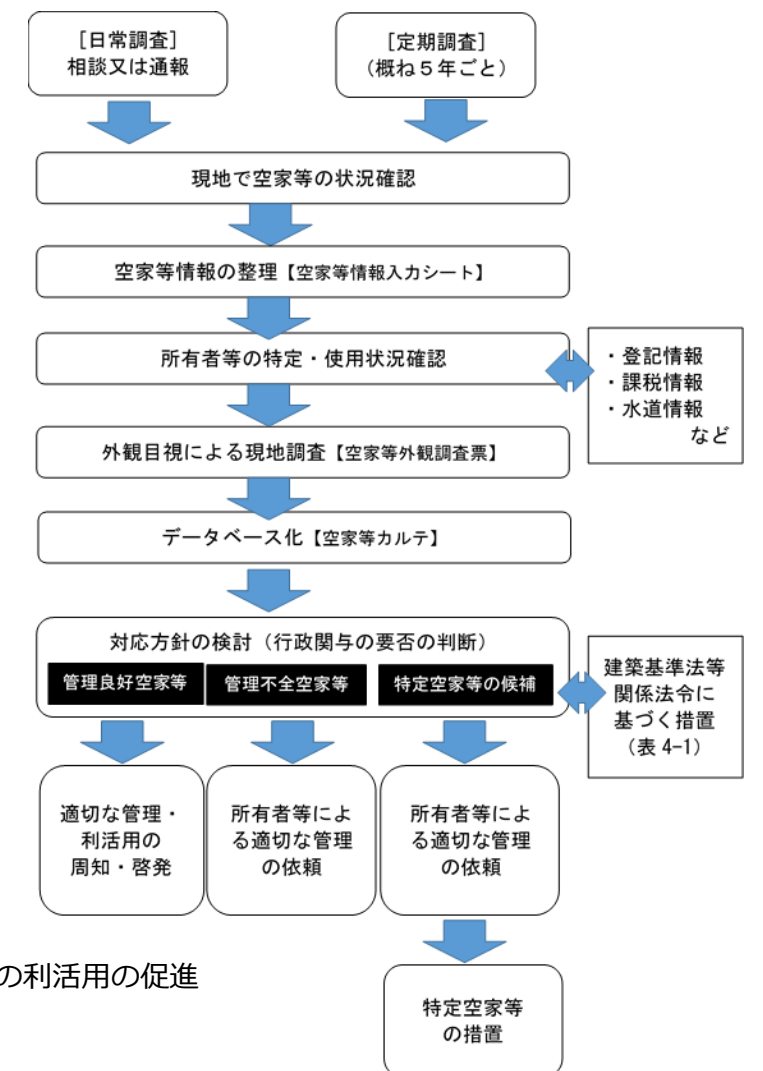 ［日常調査］
相談又は通報
［定期調査］
（概ね５年ごと）
現地で空家等の状況確認
空家等情報の整理【空家等情報入力シート】
所有者等の特定・使用状況確認
・登記情報
・課税情報
・水道情報
など
外観目視による現地調査【空家等外観調査票】
データベース化【空家等カルテ】
対応方針の検討（行政関与の要否の判断）
管理良好空家等
管理不全空家等
特定空家等の候補
建築基準法等
関係法令に
基づく措置
（表 4-1）
適切な管理・
利活用の
周知・啓発
所有者等によ
る適切な管理
の依頼
所有者等によ
る適切な管理
の依頼
の利活用の促進
特定空家等
の措置